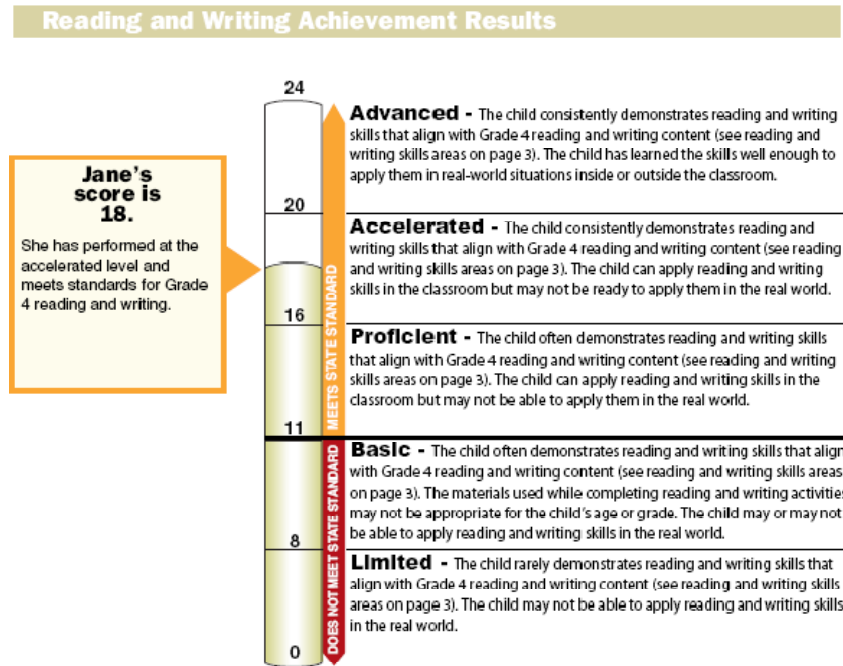 Reading and Writing Achievement Results
24
Advanced - The child consistently demonstrates reading and writing
skills that align with Grade 4 reading and writing content (see reading and
writing skills areas on page 3). The child has learned the skills well enough to
apply them in real-world situations inside or outside the classroom.
Jane's
score is
18.
She has performed at the
accelerated level and
meets standards for Grade
4 reading and writing.
20
Accelerated - The child consistently demonstrates reading and
writing skills that align with Grade 4 reading and writing content (see reading
and writing skills areas on page 3). The child can apply reading and writing
skills in the classroom but may not be ready to apply them in the real world.
16
MEETS STATE STANDARD
Proficient - The child often demonstrates reading and writing skills
that align with Grade 4 reading and writing content (see reading and writing
skills areas on page 3). The child can apply reading and writing skills in the
classroom but may not be able to apply them in the real world.
11
Basic - The child often demonstrates reading and writing skills that align
with Grade 4 reading and writing content (see reading and writing skills areas
on page 3). The materials used while completing reading and writing activities
may not be appropriate for the child's age or grade. The child may or may not
be able to apply reading and writing skills in the real world.
8
DOES NOT MEET STATE STANDARD
Limited - The child rarely demonstrates reading and writing skills that
align with Grade 4 reading and writing content (see reading and writing skills
areas on page 3). The child may not be able to apply reading and writing skills
in the real world.
0